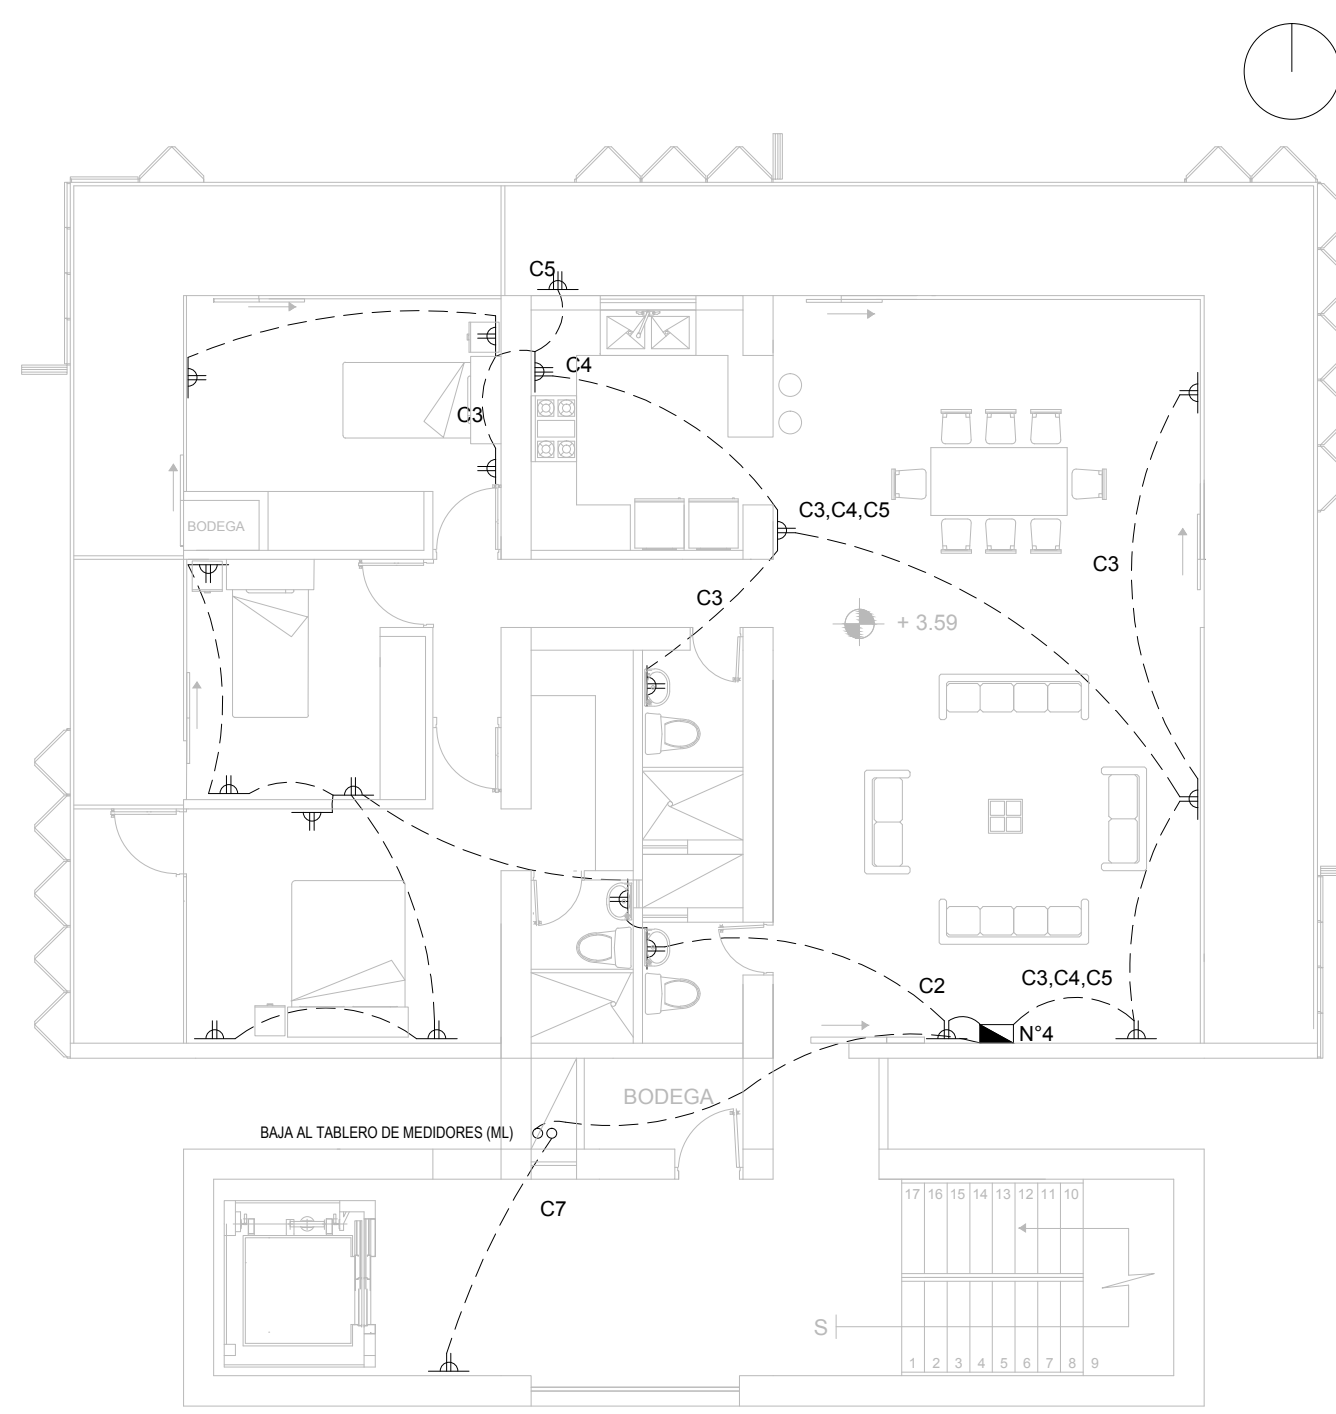 C5
C4
C3
C3,C4,C5
BODEGA
C3
C3
+ 3.59
C2
C3,C4,C5
N°4
BODEGA
BAJA AL TABLERO DE MEDIDORES (ML)
C7
17 16 15 14 13 12 11 10
S
1 2 3 4 5 6 7 8 9